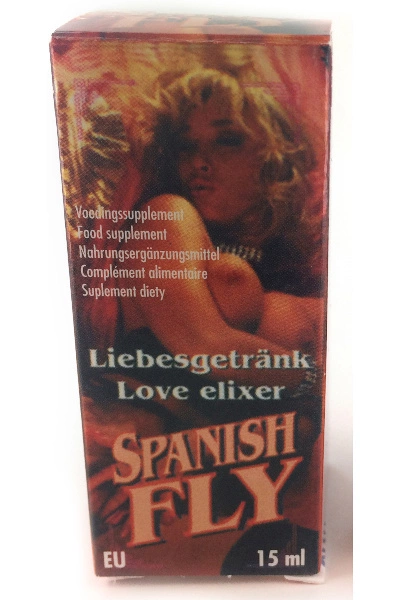 Voedingssupplement
Food supplement
Nahrungsergänzungsmittel
Complément alimentaire
Suplement diety
Liebesgetränk
Love elixer
SPANISH
FLY
EU
15 ml